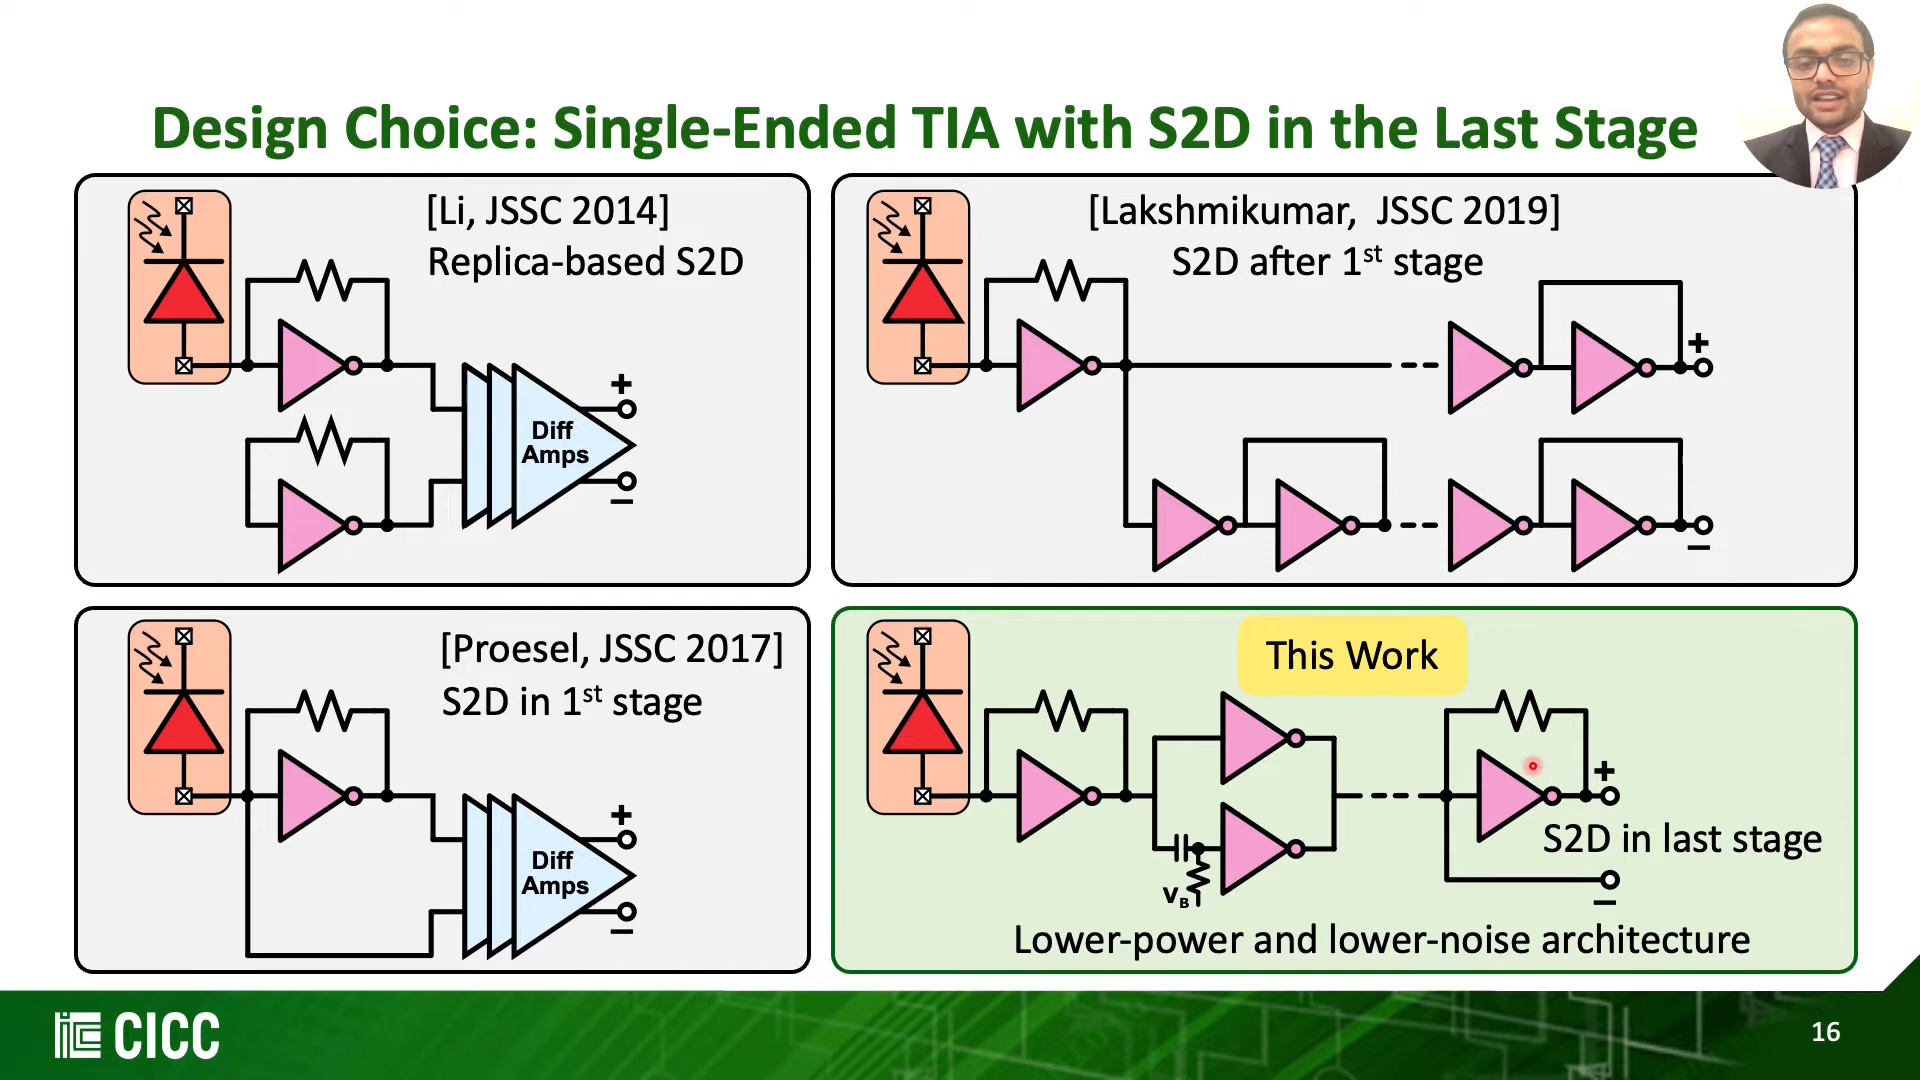 Design Choice: Single-Ended TIA with S2D in the Last Stage
[Li, JSSC 2014]
Replica-based S2D
Diff
Amps
+
−
[Lakshmikumar, JSSC 2019]
S2D after 1st stage
+
−
[Proesel, JSSC 2017]
S2D in 1st stage
Diff
Amps
+
−
This Work
+
S2D in last stage
VB
−
Lower-power and lower-noise architecture
CICC
16